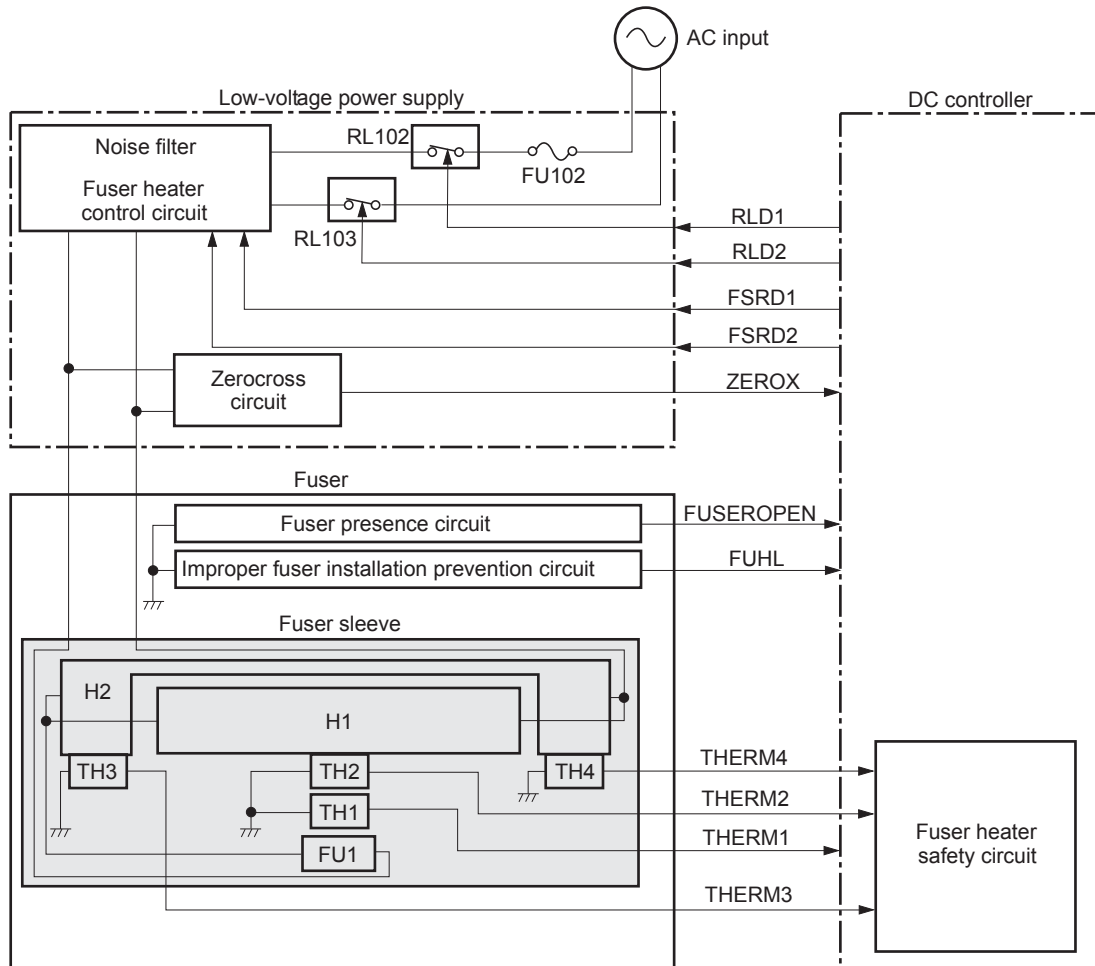 AC input
Low-voltage power supply
DC controller
Noise filter
Fuser heater
control circuit
RL102
FU102
RL103
RLD1
RLD2
FSRD1
FSRD2
Zerocross
circuit
ZEROX
Fuser
Fuser presence circuit
FUSEROPEN
Improper fuser installation prevention circuit
FUHL
Fuser sleeve
H2
H1
TH3
TH2
TH4
TH1
FU1
THERM4
THERM2
THERM1
THERM3
Fuser heater
safety circuit